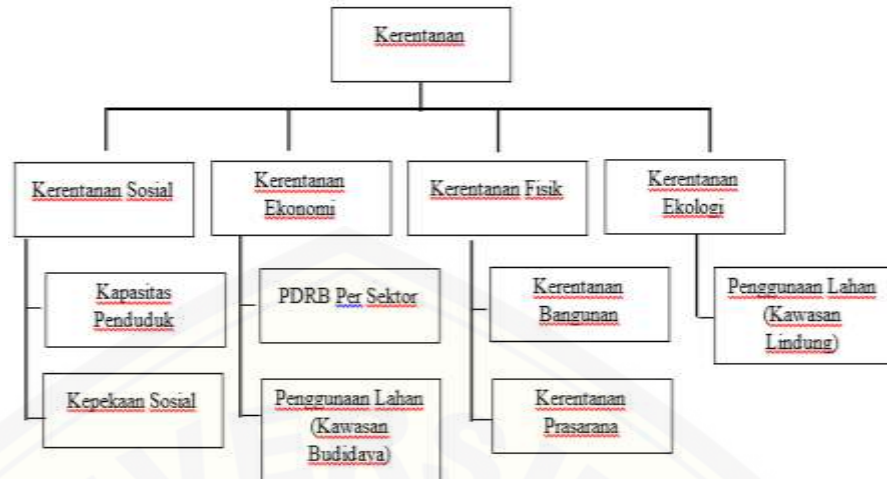 Kerentanan
Kerentanan Sosial
Kerentanan
Ekonomi
Kerentanan Fisik
Kerentanan
Ekologi
Kapasitas
Penduduk
PDRB Per Sektor
Kerentanan
Bangunan
Penggunaan Lahan
(Kawasan
Lindung)
Kepekaan Sosial
Penggunaan Lahan
(Kawasan
Budidaya)
Kerentanan
Prasarana